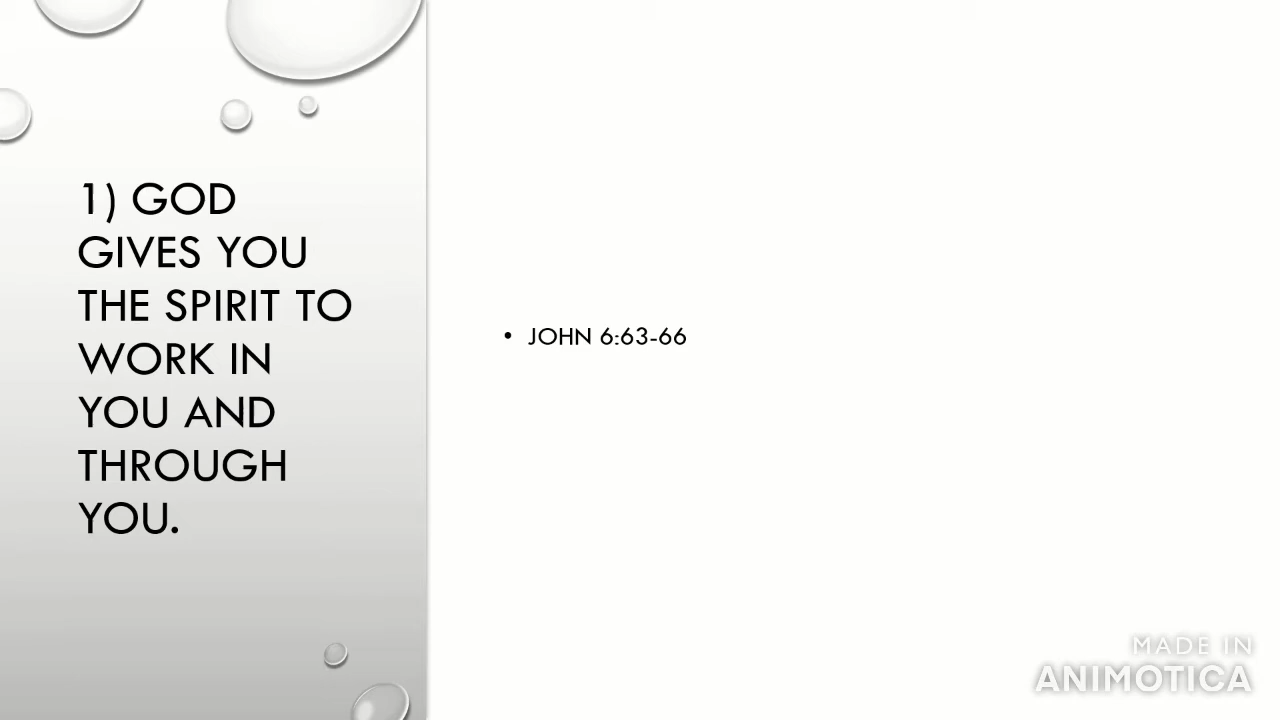 1) GOD
GIVES YOU
THE SPIRIT TO
WORK IN
YOU AND
THROUGH
YOU.
• JOHN 6:63-66
MADE IN
ANIMOTICA